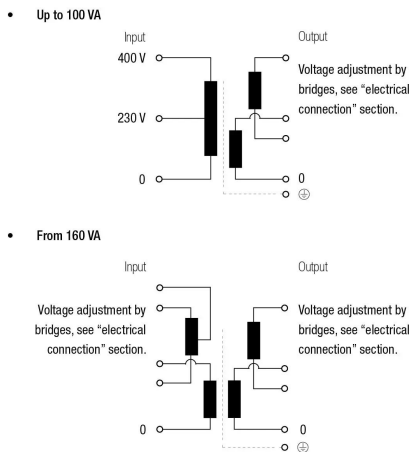 • Up to 100 VA
Input
Output
400 V
Voltage adjustment by
bridges, see “electrical
connection” section.
230 V
0
0
• From 160 VA
Input
Output
Voltage adjustment by
bridges, see “electrical
connection” section.
Voltage adjustment by
bridges, see “electrical
connection” section.
0
0